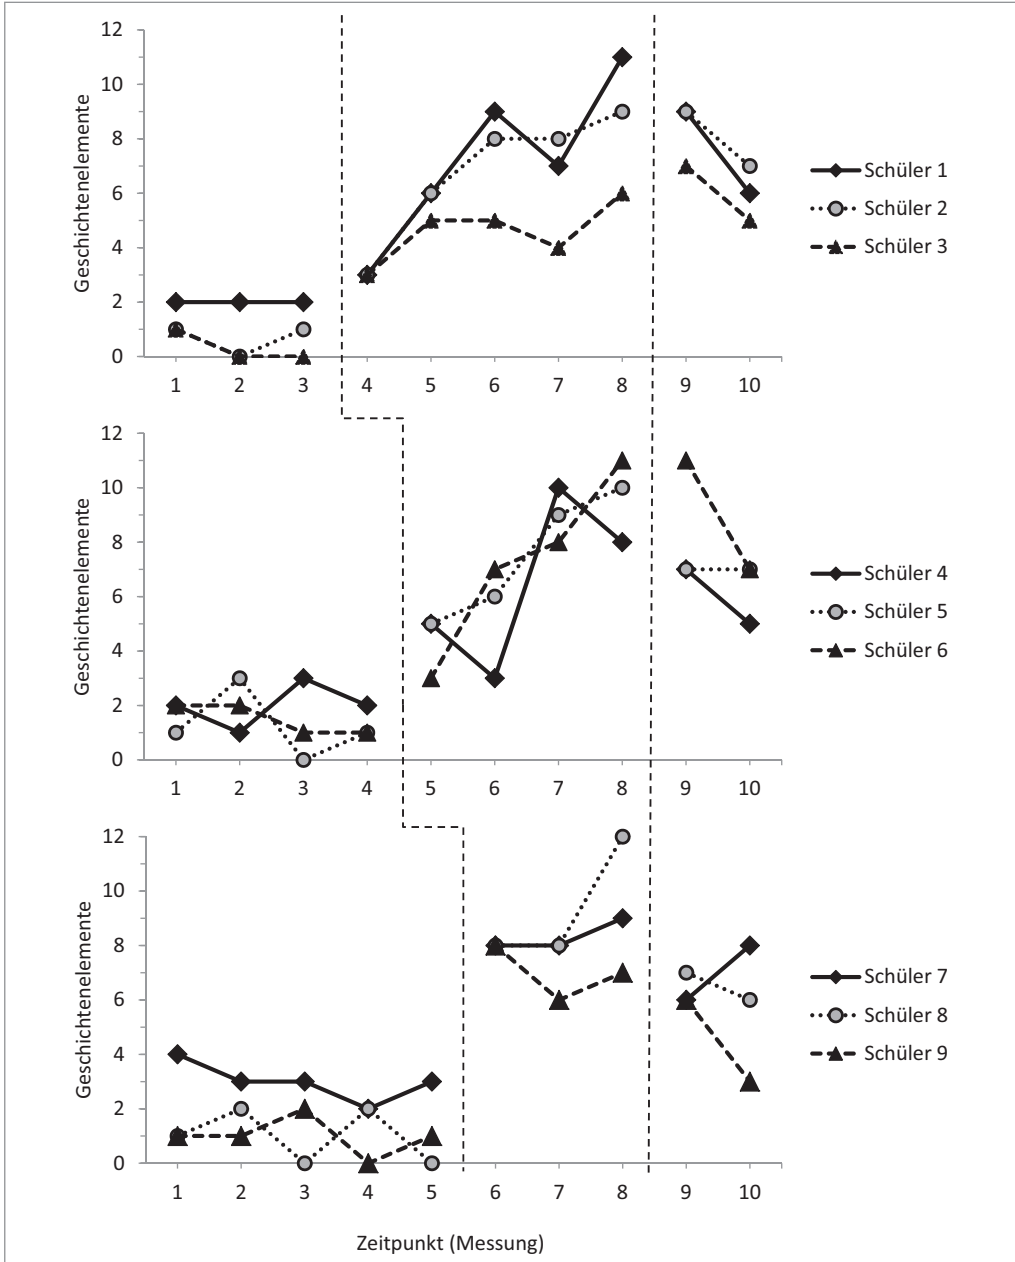 12
10
8
6
4
2
0
Geschichtenelemente
1 2 3 4 5 6 7 8 9 10
Schüler 1
Schüler 2
Schüler 3
12
10
8
6
4
2
0
Geschichtenelemente
1 2 3 4 5 6 7 8 9 10
Schüler 4
Schüler 5
Schüler 6
12
10
8
6
4
2
0
Geschichtenelemente
1 2 3 4 5 6 7 8 9 10
Schüler 7
Schüler 8
Schüler 9
Zeitpunkt (Messung)